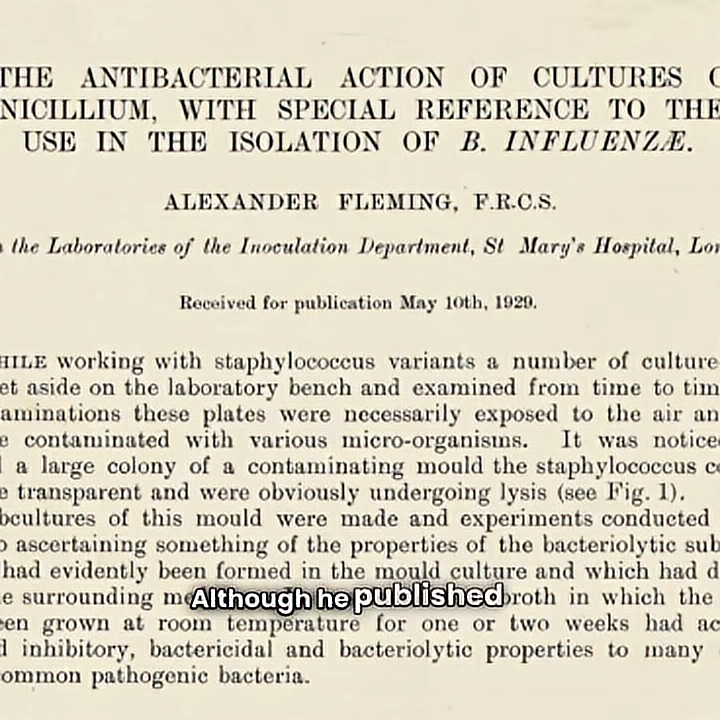 THE ANTIBACTERIAL ACTION OF CULTURES O
NICILLIUM, WITH SPECIAL REFERENCE TO THE
USE IN THE ISOLATION OF B. INFLUENZÆ.
ALEXANDER FLEMING, F.R.C.S.
the Laboratories of the Inoculation Department, St Mary's Hospital, Lon
Received for publication May 10th, 1929.
HILE working with staphylococcus variants a number of culture
et aside on the laboratory bench and examined from time to tim
aminations these plates were necessarily exposed to the air an
e contaminated with various micro-organisms. It was notice
a large colony of a contaminating mould the staphylococcus co
e transparent and were obviously undergoing lysis (see Fig. 1).
bcultures of this mould were made and experiments conducted
o ascertaining something of the properties of the bacteriolytic sub
had evidently been formed in the mould culture and which had d
e surrounding m
Although he published
broth in which the
een grown at room temperature for one or two weeks had ac
d inhibitory, bactericidal and bacteriolytic properties to many
ommon pathogenic bacteria.